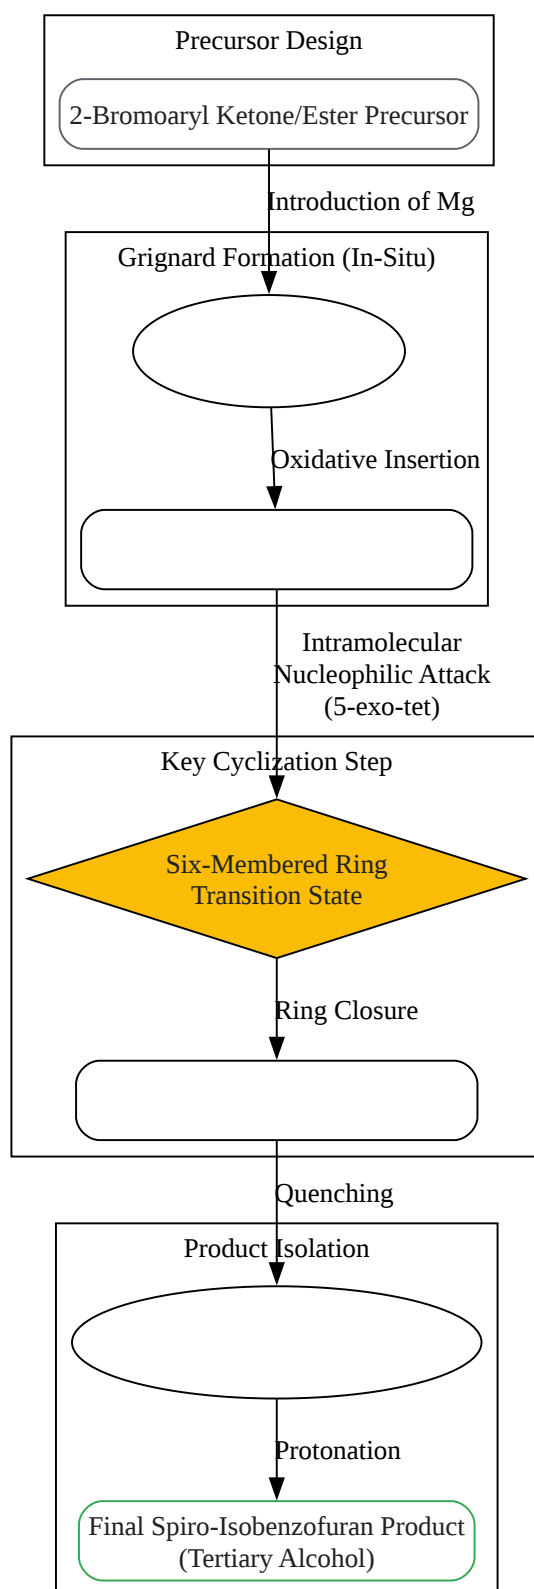 Precursor Design
2-Bromoaryl Ketone/Ester Precursor
Introduction of Mg
Grignard Formation (In-Situ)
Oxidative Insertion
Intramolecular
Nucleophilic Attack
(5-exo-tet)
Key Cyclization Step
Six-Membered Ring
Transition State
Ring Closure
Quenching
Product Isolation
Protonation
Final Spiro-Isobenzofuran Product
(Tertiary Alcohol)